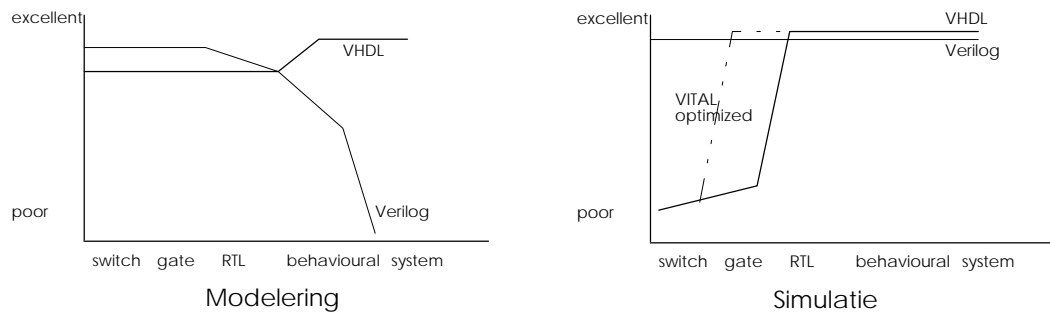 excellent
VHDL
poor
Verilog
switch gate RTL behavioural system
Modelering
excellent
VHDL
Verilog
VITAL
optimized
poor
switch gate RTL behavioural system
Simulatie